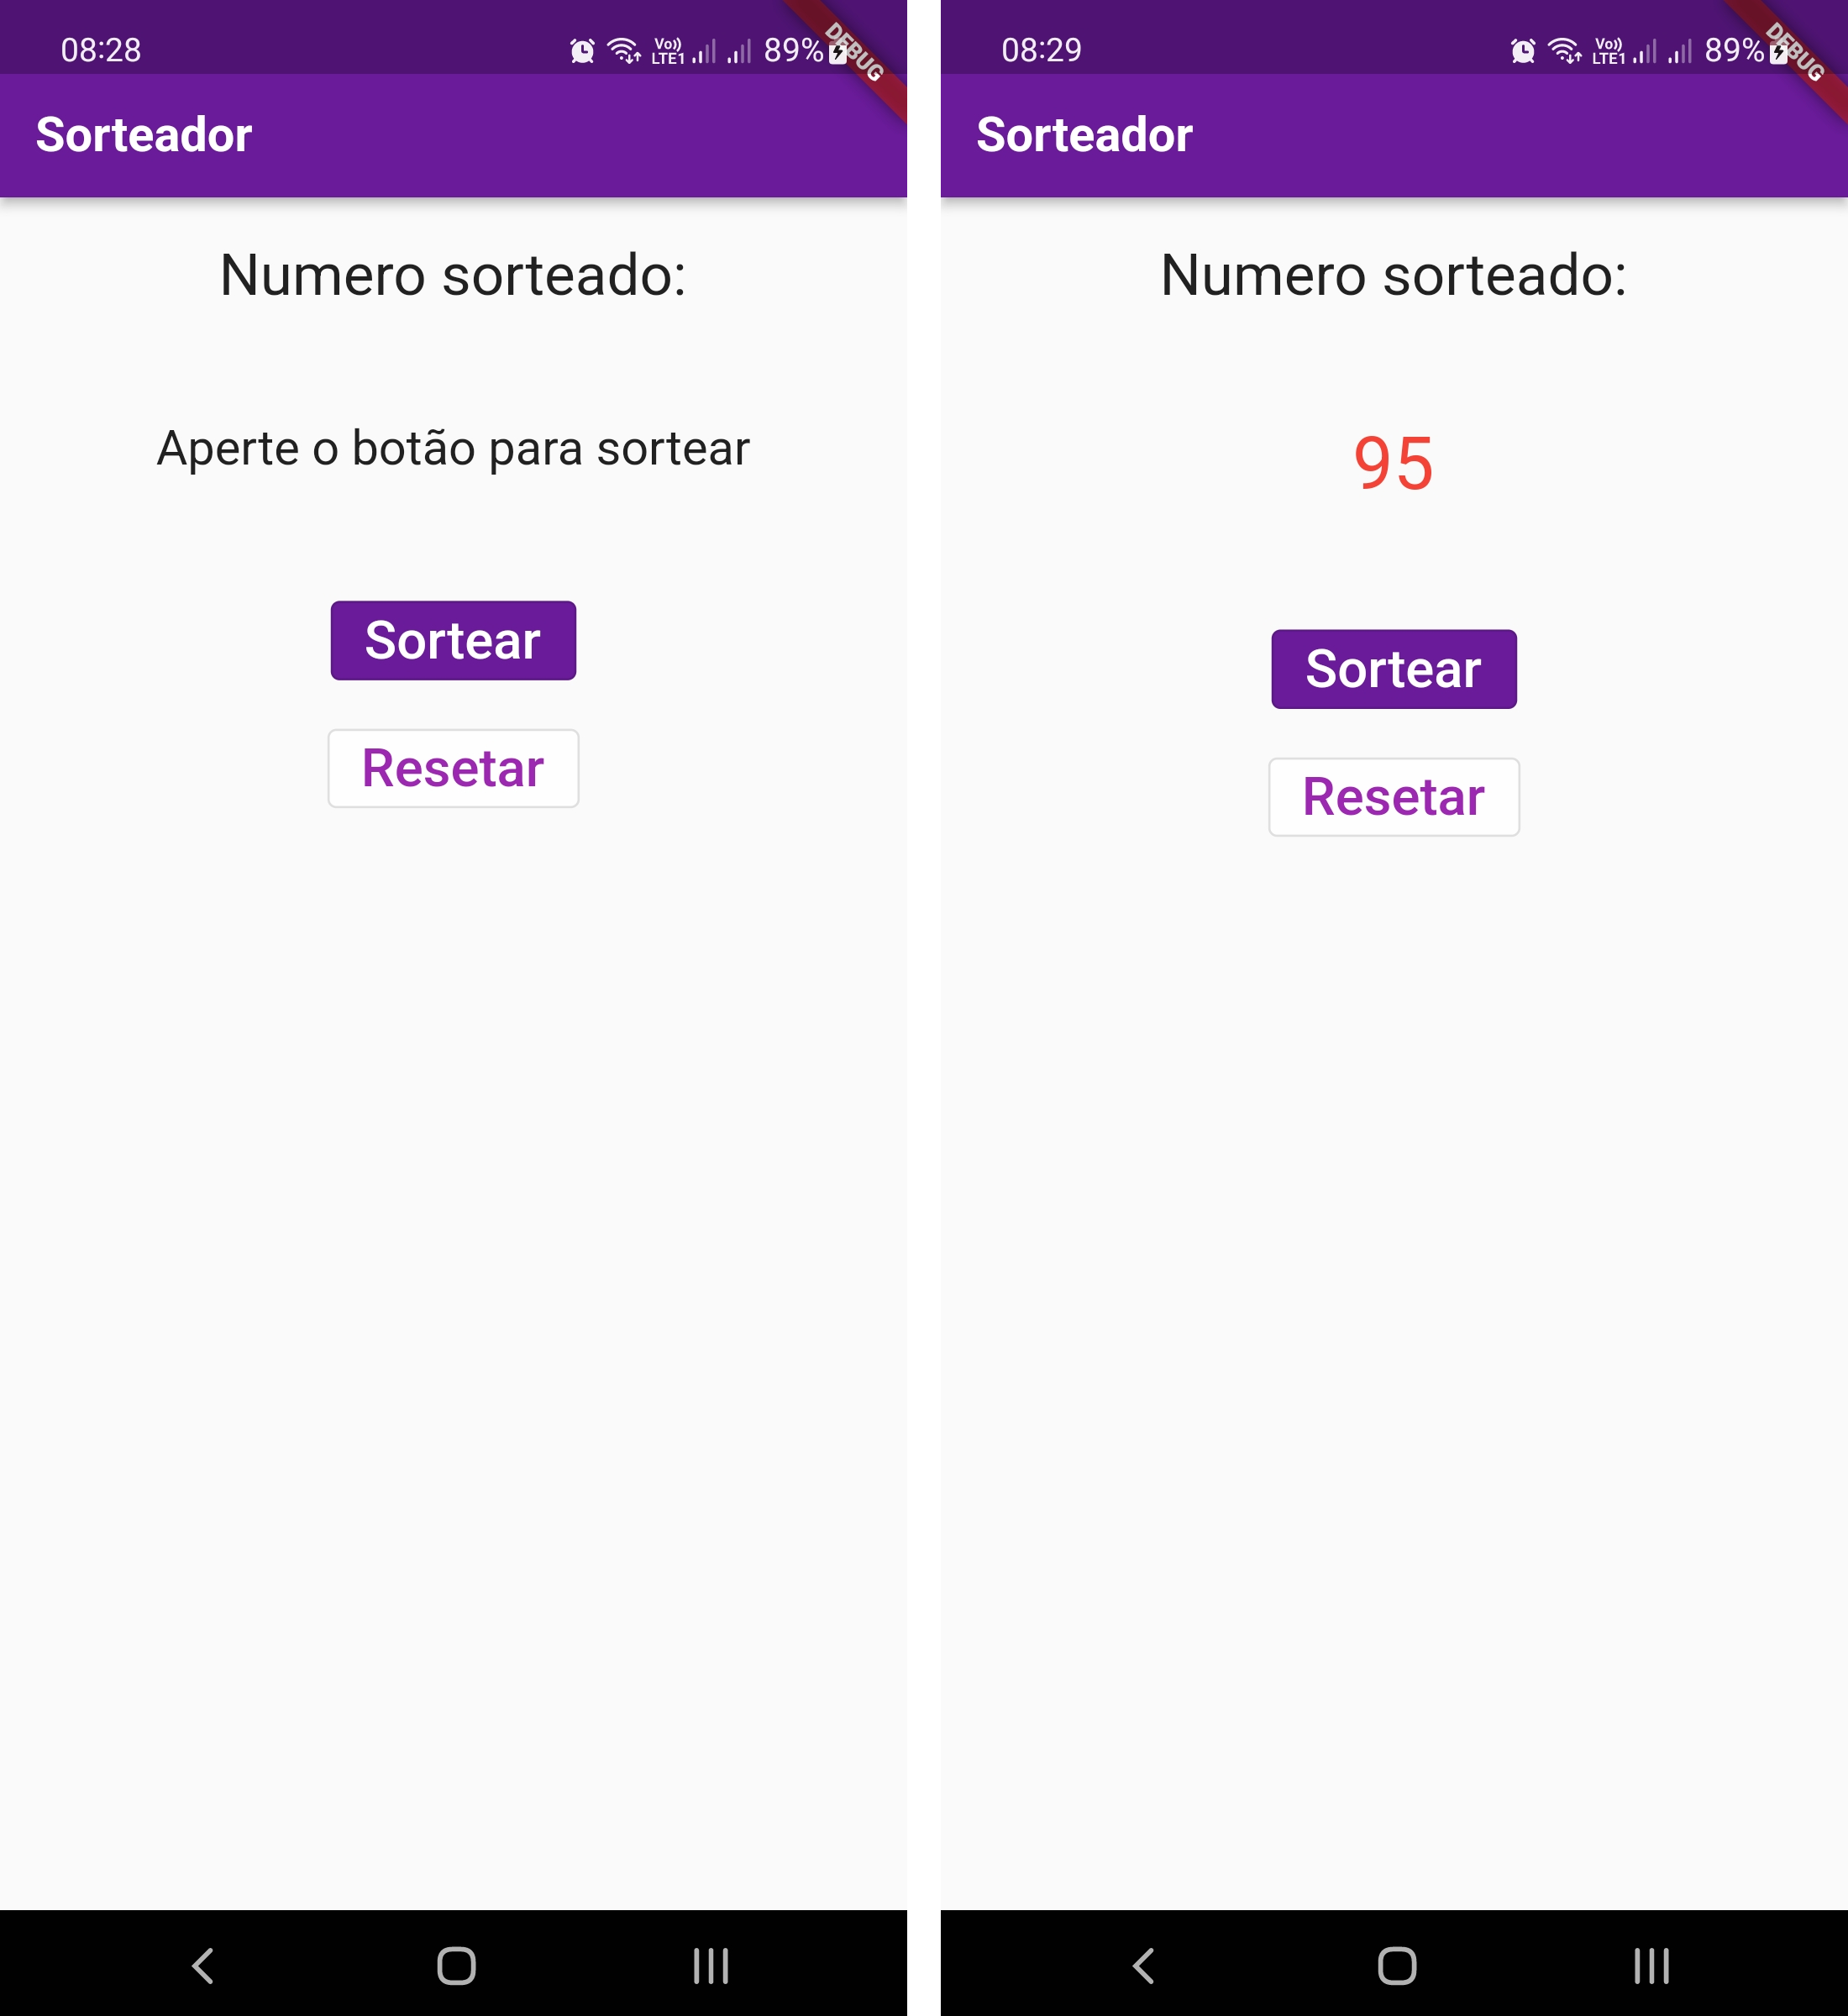 08:28 Vo)) LTE1 89% DEBUG
Sorteador
Numero sorteado:
Aperte o botão para sortear
Sortear
Resetar
08:29 Vo)) LTE1 89% DEBUG
Sorteador
Numero sorteado:
95
Sortear
Resetar